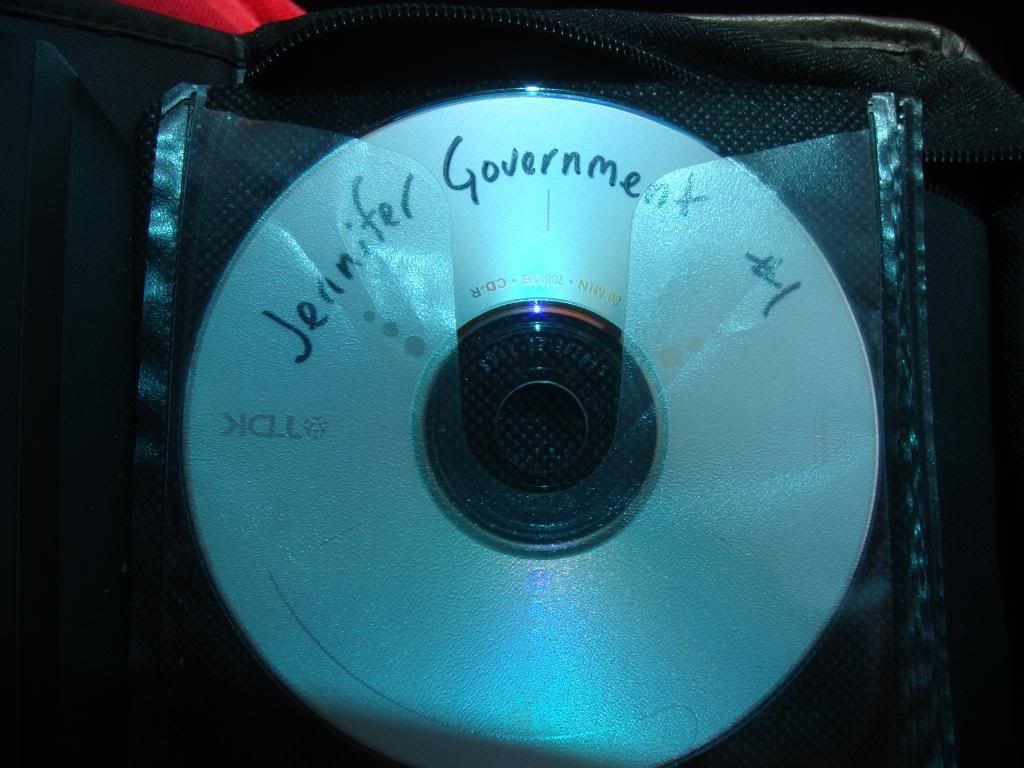 Jennifer Government #1
80 MIN • 700MB • CD-R
TDK